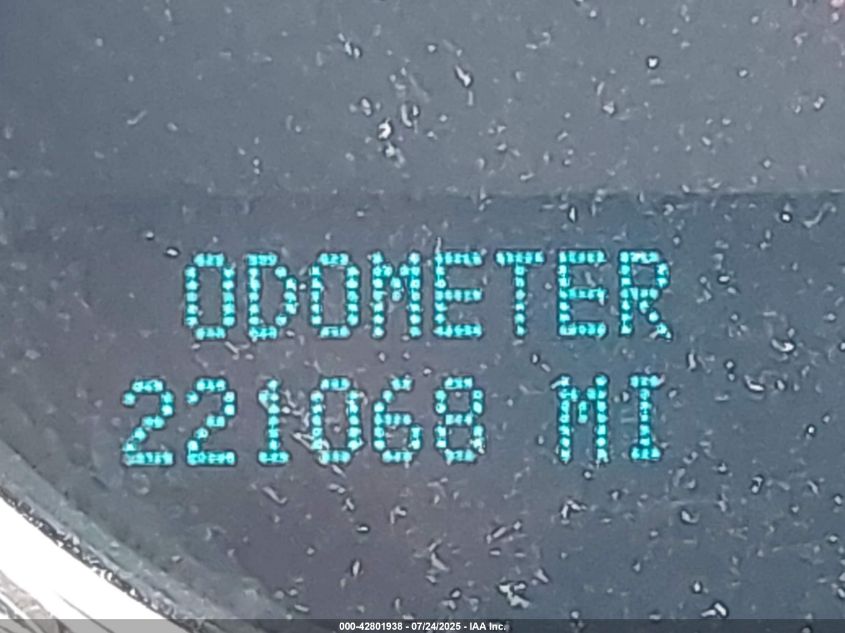 ODOMETER
221068 MI
000-42801938 - 07/24/2025 - IAA Inc.